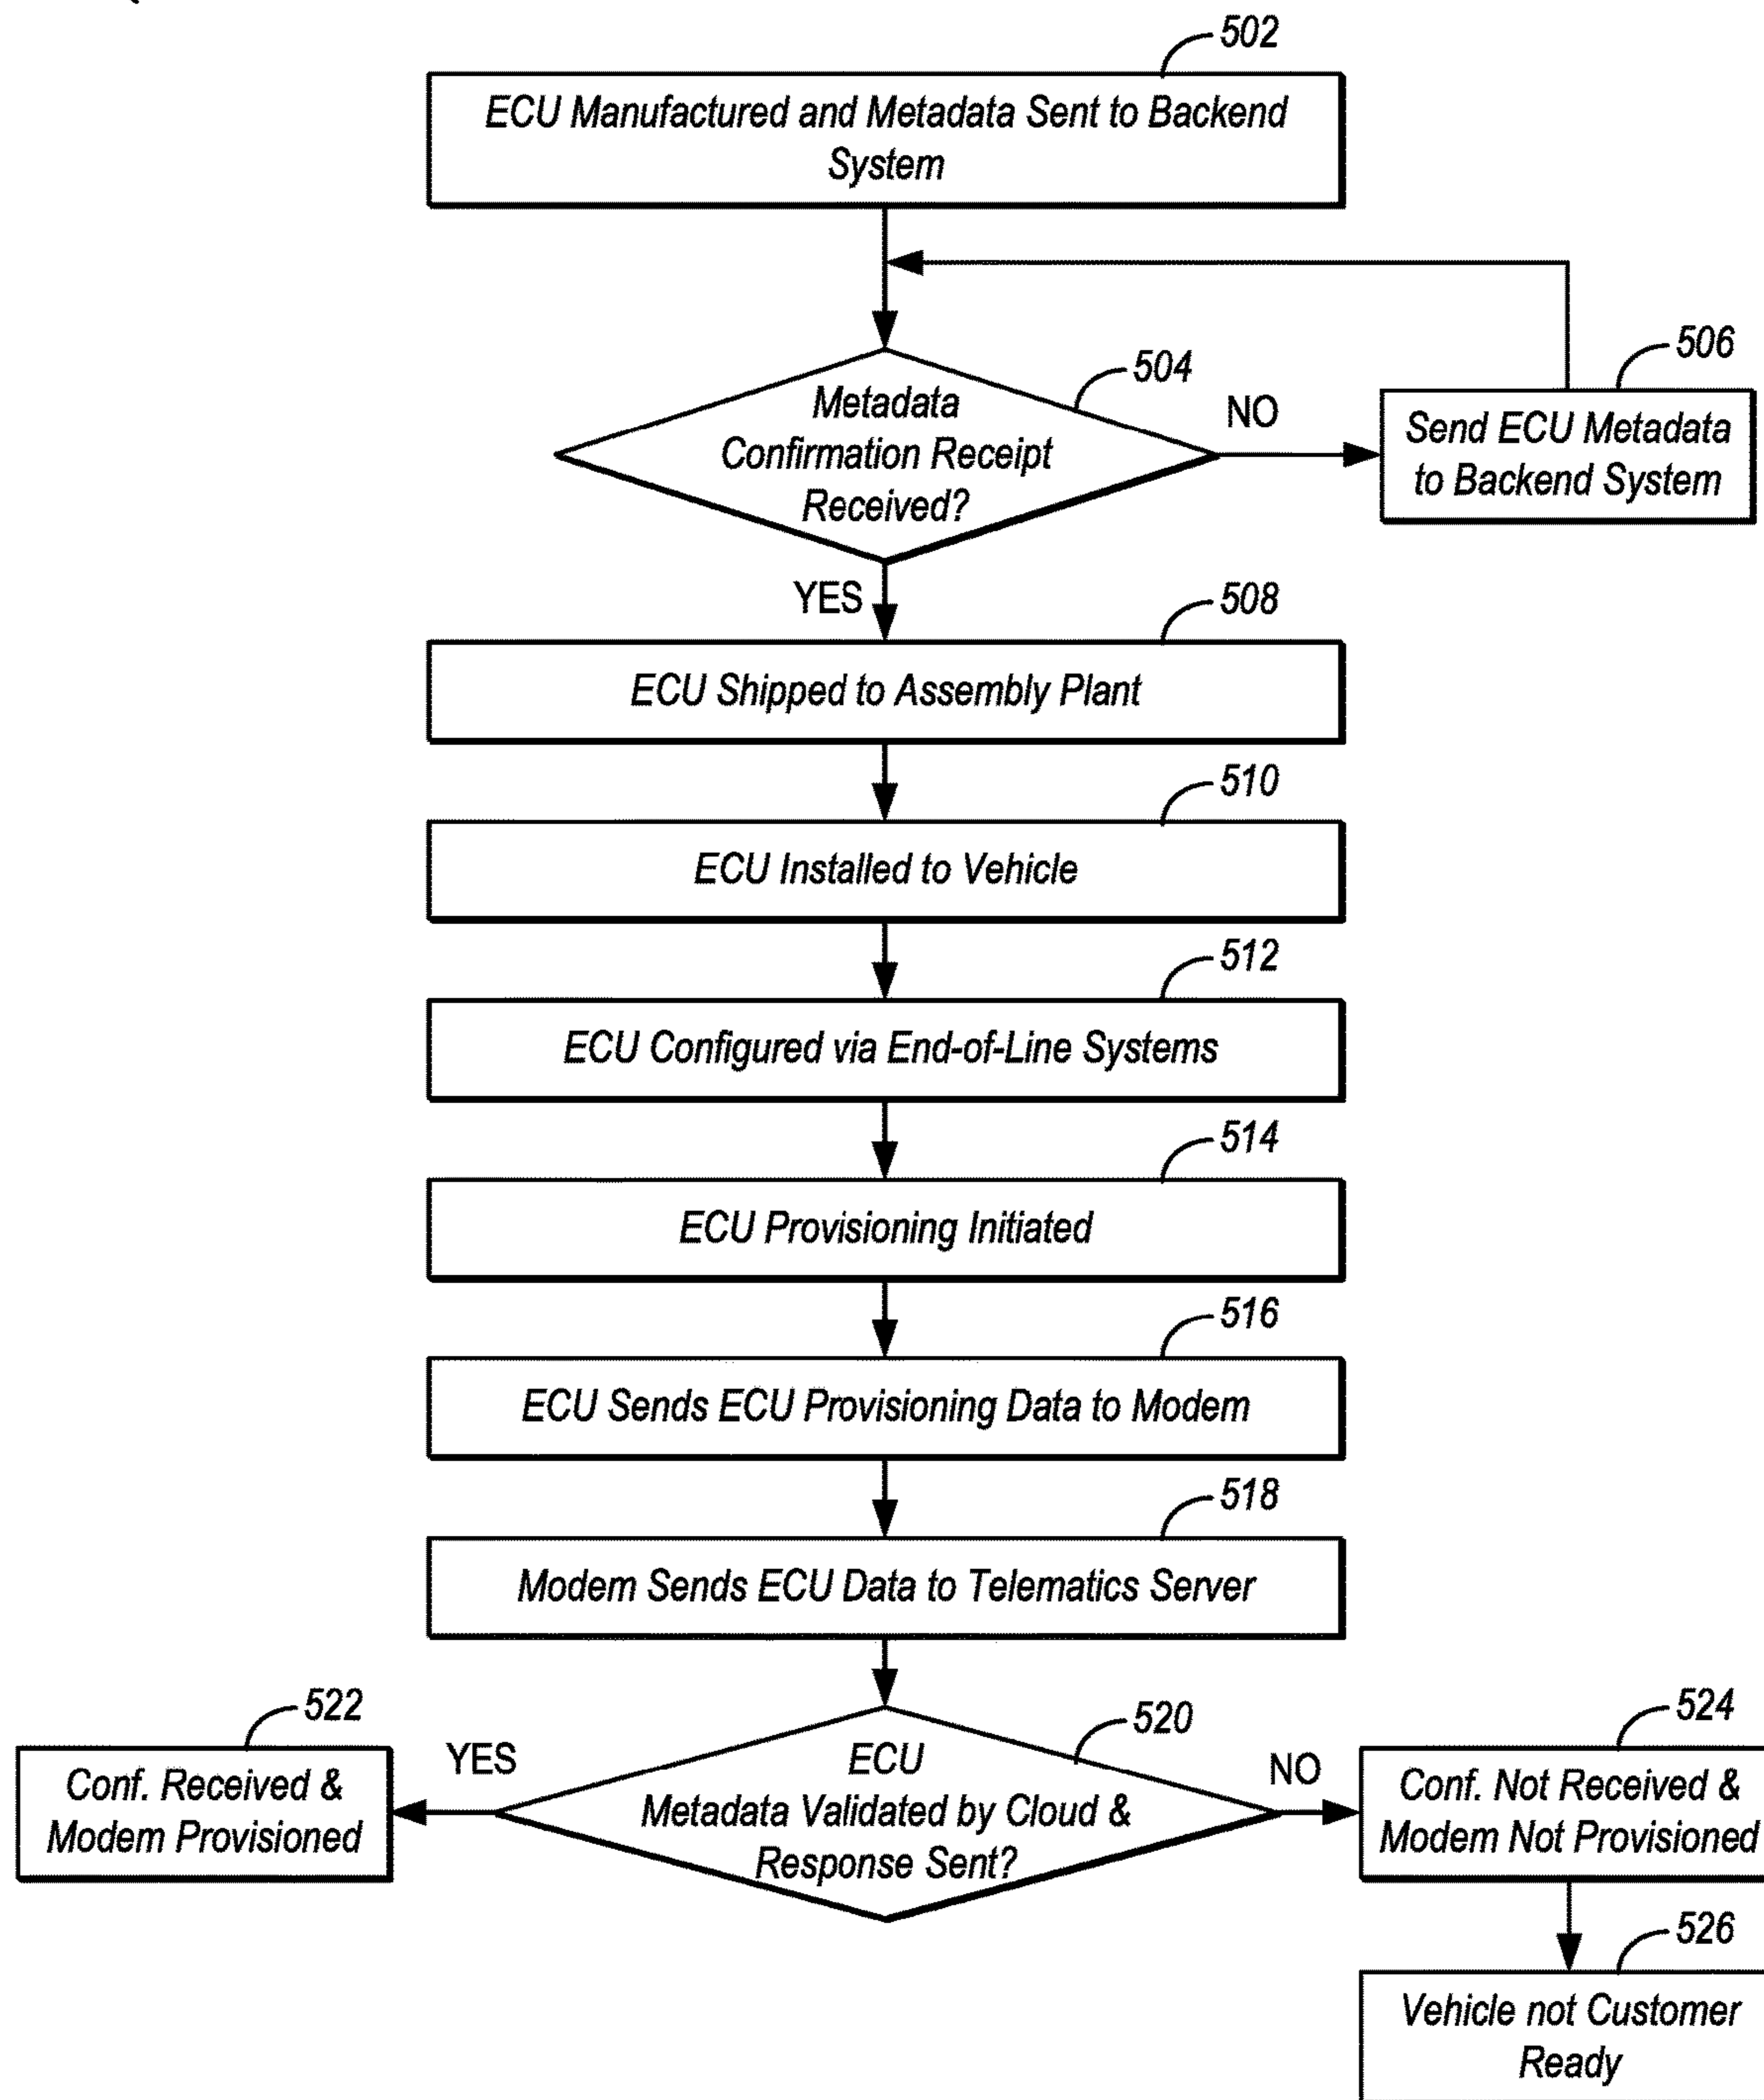 502
ECU Manufactured and Metadata Sent to Backend
System
504
Metadata
Confirmation Receipt
Received?
NO
506
Send ECU Metadata
to Backend System
YES
508
ECU Shipped to Assembly Plant
510
ECU Installed to Vehicle
512
ECU Configured via End-of-Line Systems
514
ECU Provisioning Initiated
516
ECU Sends ECU Provisioning Data to Modem
518
Modem Sends ECU Data to Telematics Server
520
ECU
Metadata Validated by Cloud &
Response Sent?
YES
522
Conf. Received &
Modem Provisioned
NO
524
Conf. Not Received &
Modem Not Provisioned
526
Vehicle not Customer
Ready